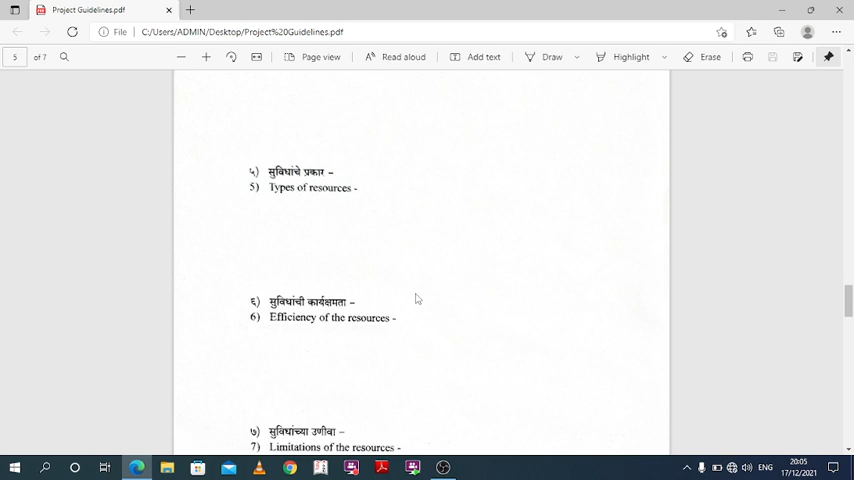 Project Guidelines.pdf
File C:/Users/ADMIN/Desktop/Project%20Guidelines.pdf
5 of 7 Page view Read aloud Add text Draw Highlight Erase
५) सुविधांचे प्रकार –
5) Types of resources -
६) सुविधांची कार्यक्षमता –
6) Efficiency of the resources -
७) सुविधांच्या उणीवा –
7) Limitations of the resources -
ENG 20:05
17/12/2021